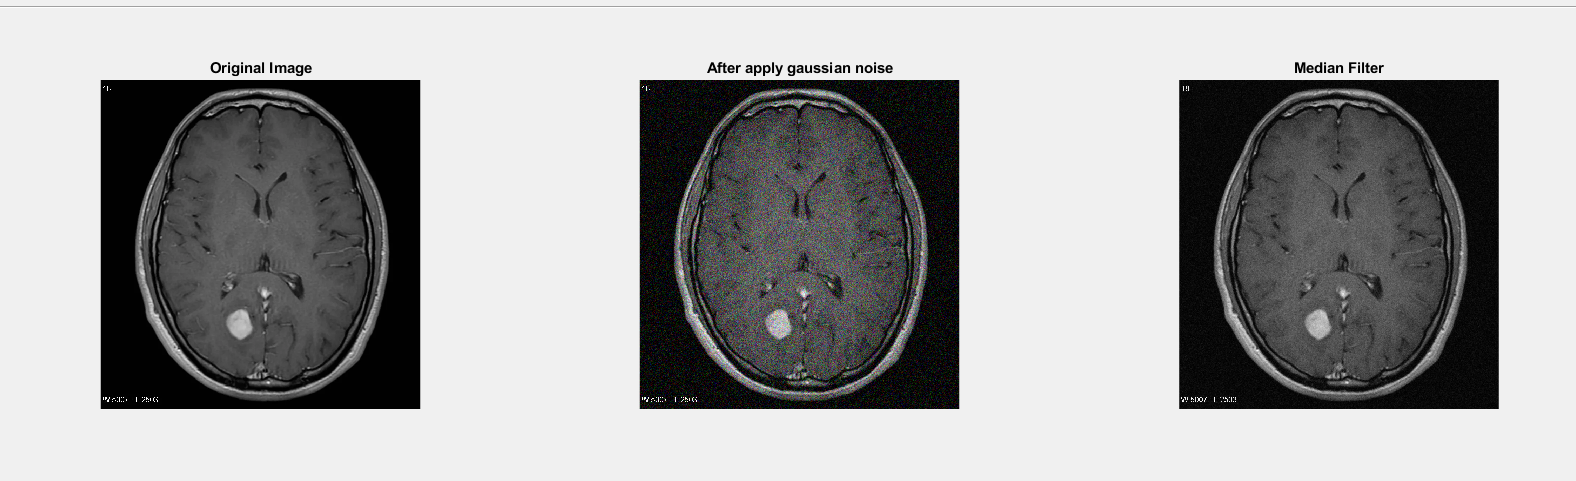 Original Image
After apply gaussian noise
Median Filter